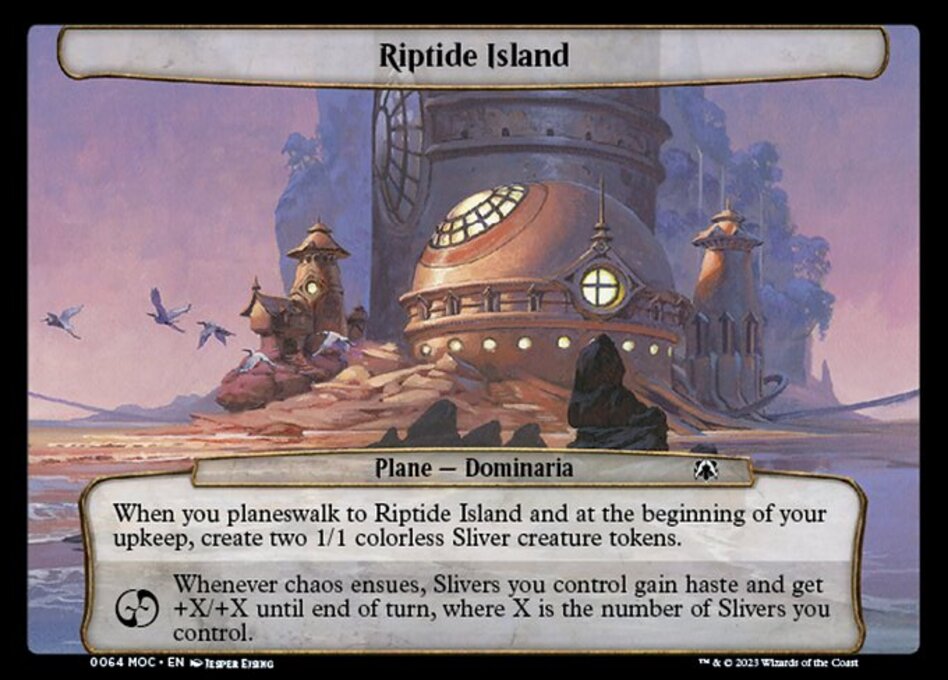 Riptide Island
Plane — Dominaria
When you planeswalk to Riptide Island and at the beginning of your
upkeep, create two 1/1 colorless Sliver creature tokens.
Whenever chaos ensues, Slivers you control gain haste and get
+X/+X until end of turn, where X is the number of Slivers you
control.
0064 MOC • EN Jesper Ejsing
™ & © 2023 Wizards of the Coast